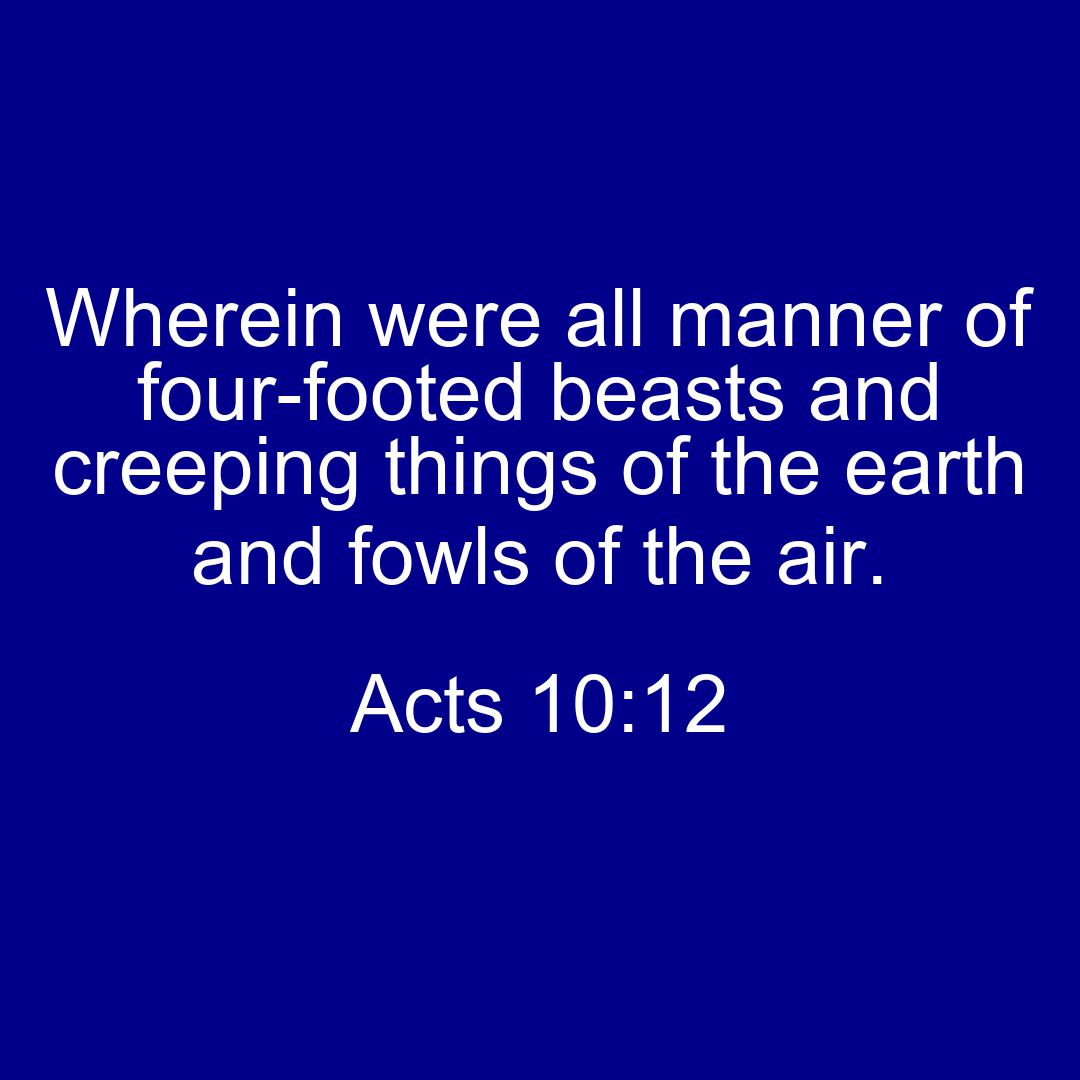 Wherein were all manner of
four-footed beasts and
creeping things of the earth
and fowls of the air.
Acts 10:12